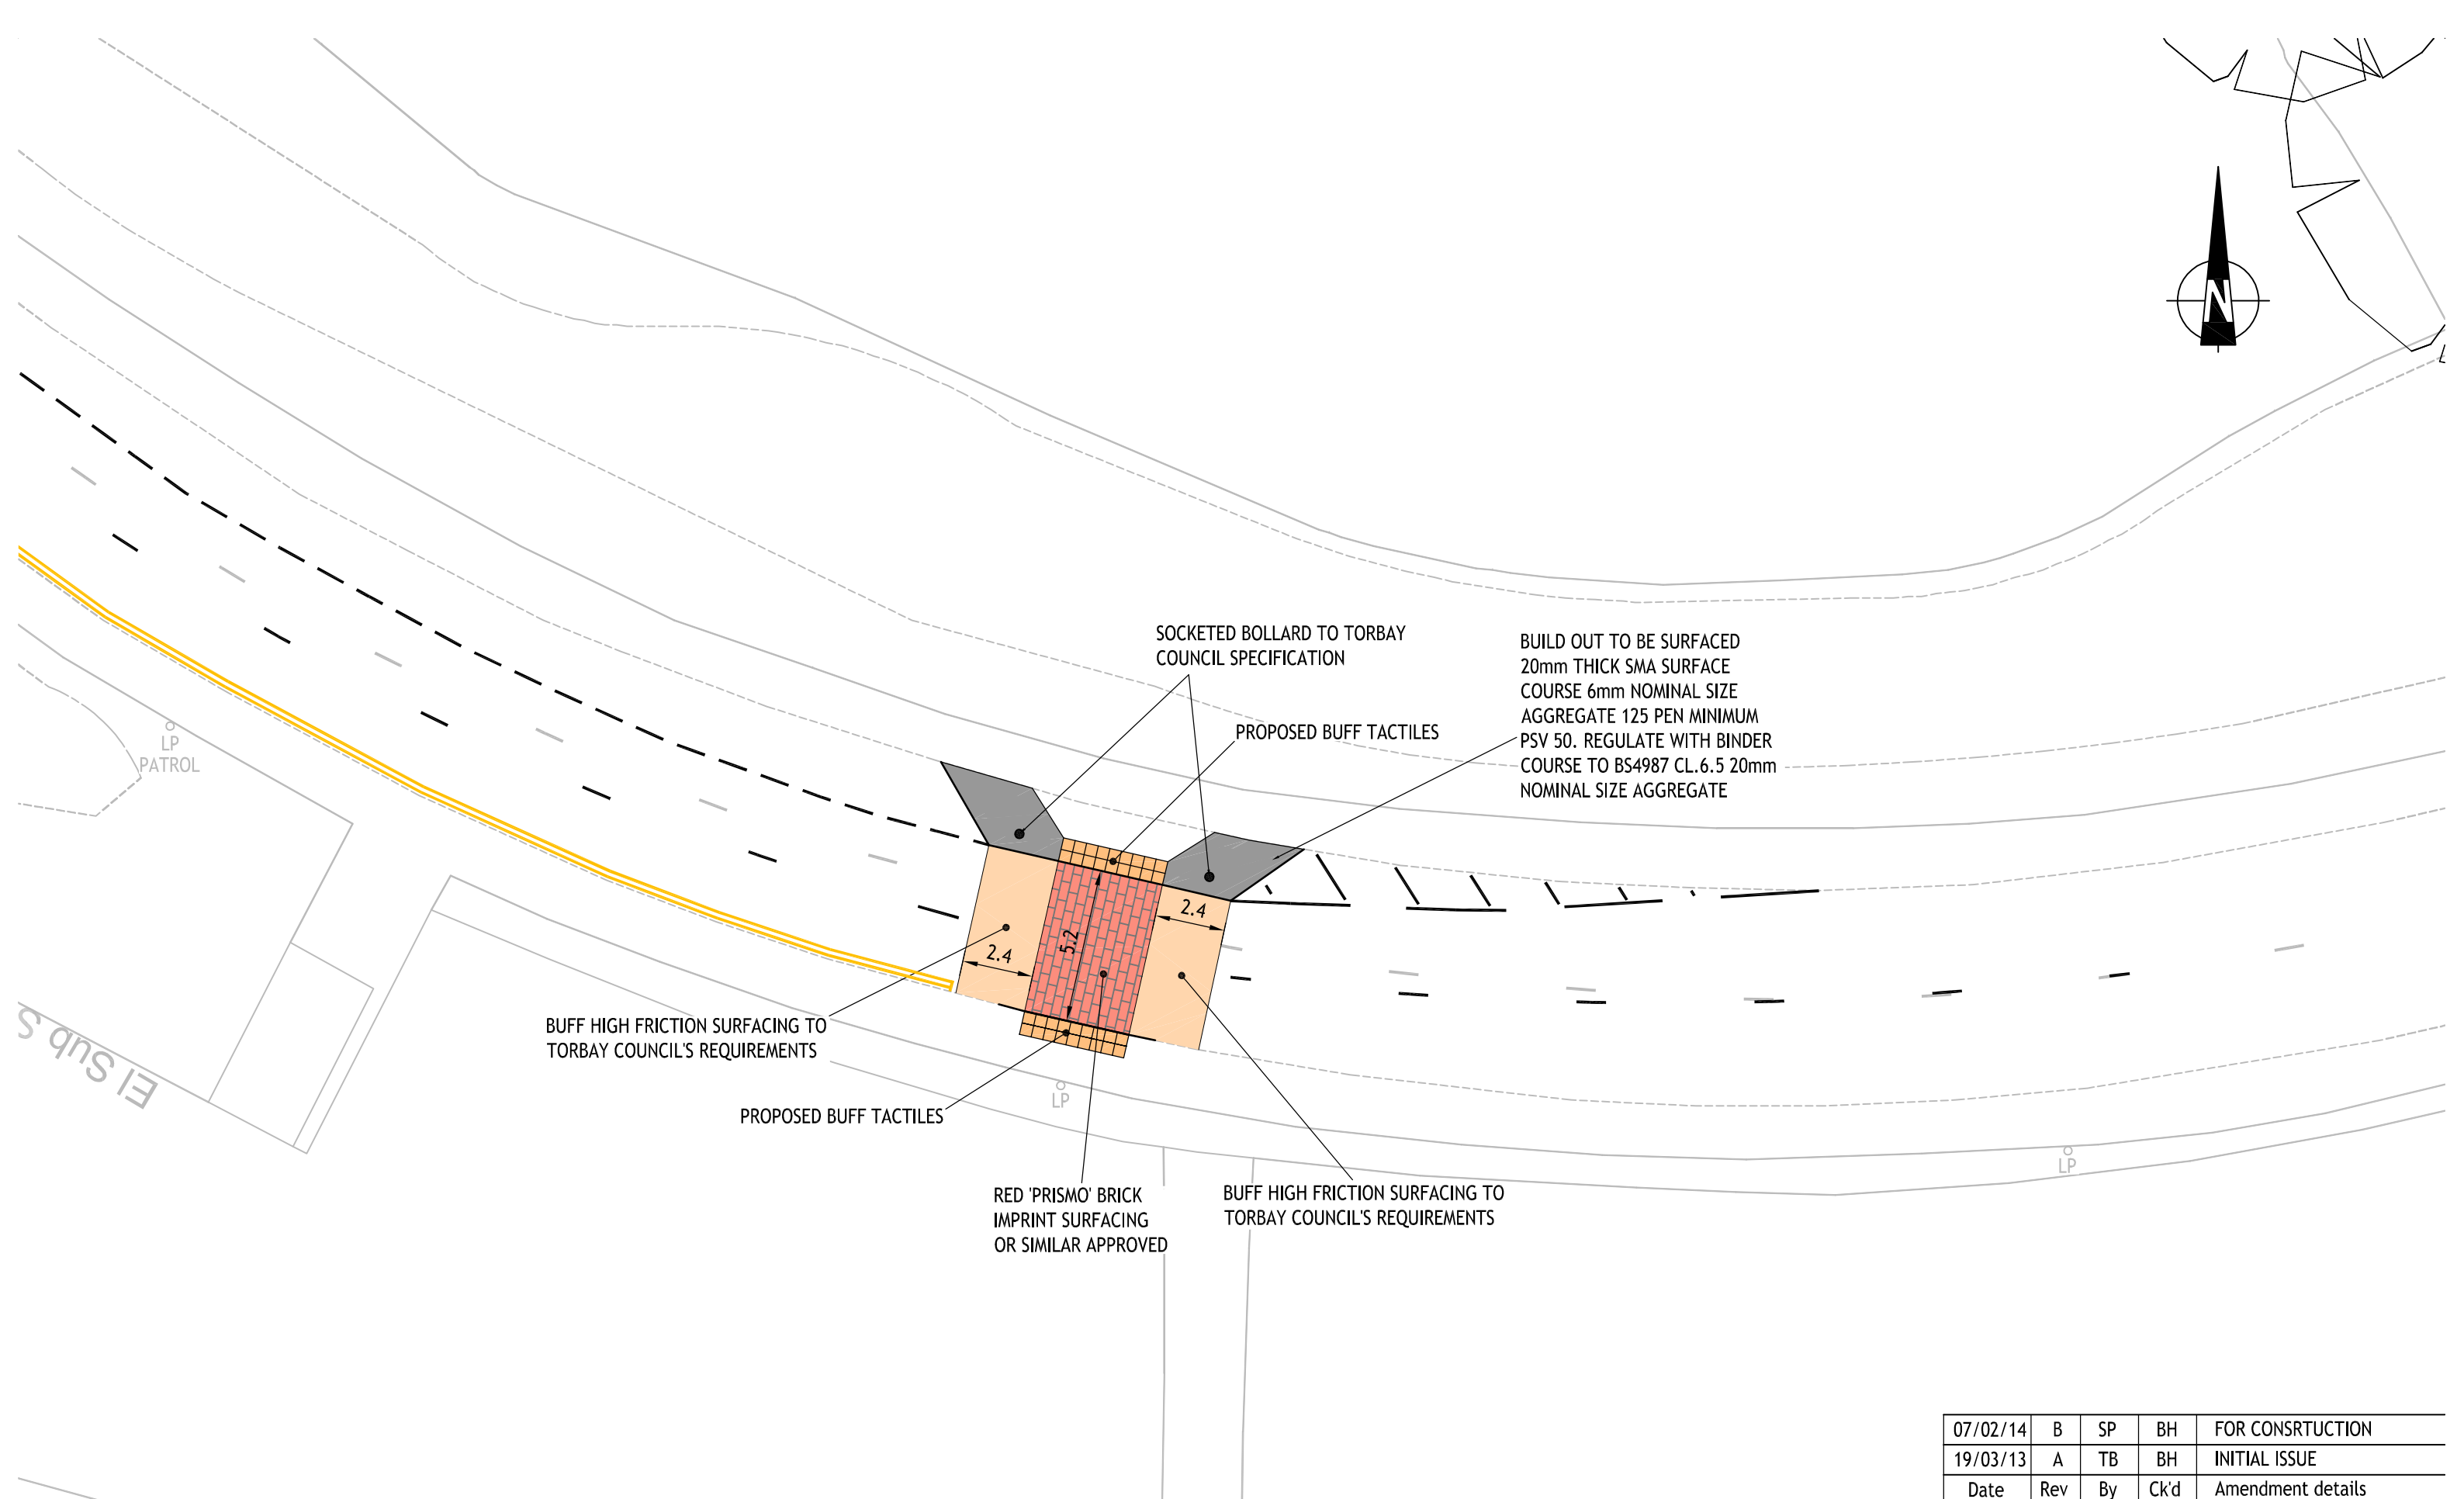 N
SOCKETED BOLLARD TO TORBAY
COUNCIL SPECIFICATION
BUILD OUT TO BE SURFACED
20mm THICK SMA SURFACE
COURSE 6mm NOMINAL SIZE
AGGREGATE 125 PEN MINIMUM
PSV 50. REGULATE WITH BINDER
COURSE TO BS4987 CL.6.5 20mm
NOMINAL SIZE AGGREGATE
PROPOSED BUFF TACTILES
LP
PATROL
2.4
5.2
2.4
BUFF HIGH FRICTION SURFACING TO
TORBAY COUNCIL'S REQUIREMENTS
El Sub S
PROPOSED BUFF TACTILES
LP
LP
RED 'PRISMO' BRICK
IMPRINT SURFACING
OR SIMILAR APPROVED
BUFF HIGH FRICTION SURFACING TO
TORBAY COUNCIL'S REQUIREMENTS
07/02/14 B SP BH FOR CONSRTUCTION
19/03/13 A TB BH INITIAL ISSUE
Date Rev By Ck'd Amendment details